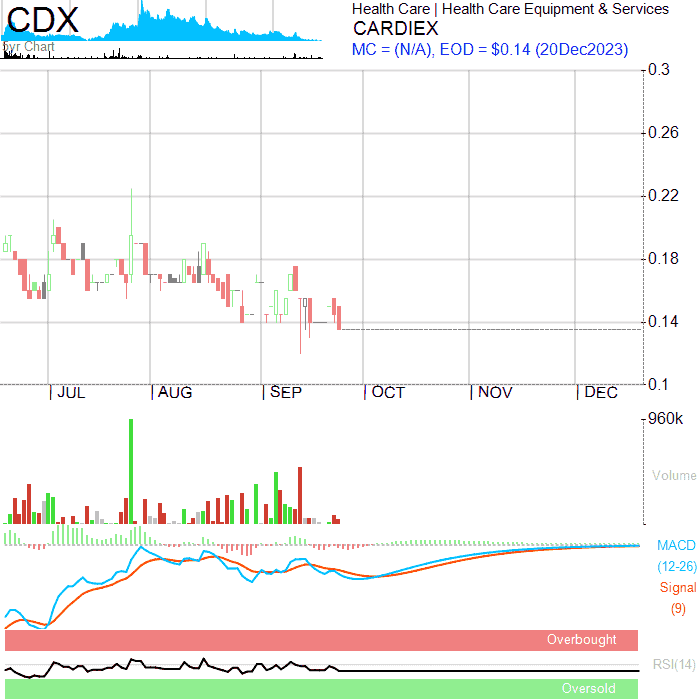 CDX
5yr Chart
Health Care | Health Care Equipment & Services
CARDIEX
MC = (N/A), EOD = $0.14 (20Dec2023)
0.3
0.26
0.22
0.18
0.14
0.1
JUL AUG SEP OCT NOV DEC
960k
Volume
MACD
(12-26)
Signal
(9)
Overbought
RSI(14)
Oversold